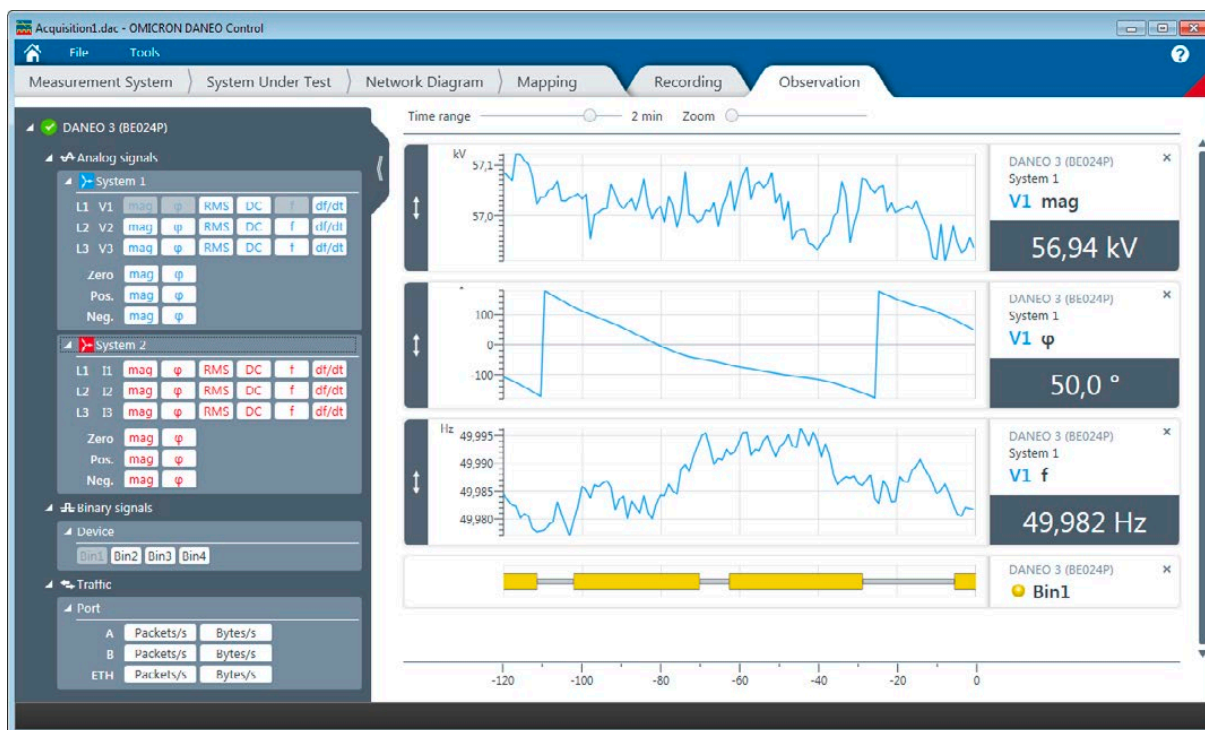 Acquisition1.dac - OMICRON DANEO Control
File Tools
?
Measurement System System Under Test Network Diagram Mapping Recording Observation
DANEO 3 (BE024P)
Analog signals
System 1
L1 V1 mag φ RMS DC f df/dt
L2 V2 mag φ RMS DC f df/dt
L3 V3 mag φ RMS DC f df/dt
Zero mag φ
Pos. mag φ
Neg. mag φ
System 2
L1 I1 mag φ RMS DC f df/dt
L2 I2 mag φ RMS DC f df/dt
L3 I3 mag φ RMS DC f df/dt
Zero mag φ
Pos. mag φ
Neg. mag φ
Binary signals
Device
Bin1 Bin2 Bin3 Bin4
Traffic
Port
A Packets/s Bytes/s
B Packets/s Bytes/s
ETH Packets/s Bytes/s
Time range 2 min Zoom
kV
57,1
57,0
DANEO 3 (BE024P)
System 1
V1 mag
56,94 kV
°
100
0
-100
DANEO 3 (BE024P)
System 1
V1 φ
50,0 °
Hz
49,995
49,990
49,985
49,980
DANEO 3 (BE024P)
System 1
V1 f
49,982 Hz
DANEO 3 (BE024P)
Bin1
-120 -100 -80 -60 -40 -20 0